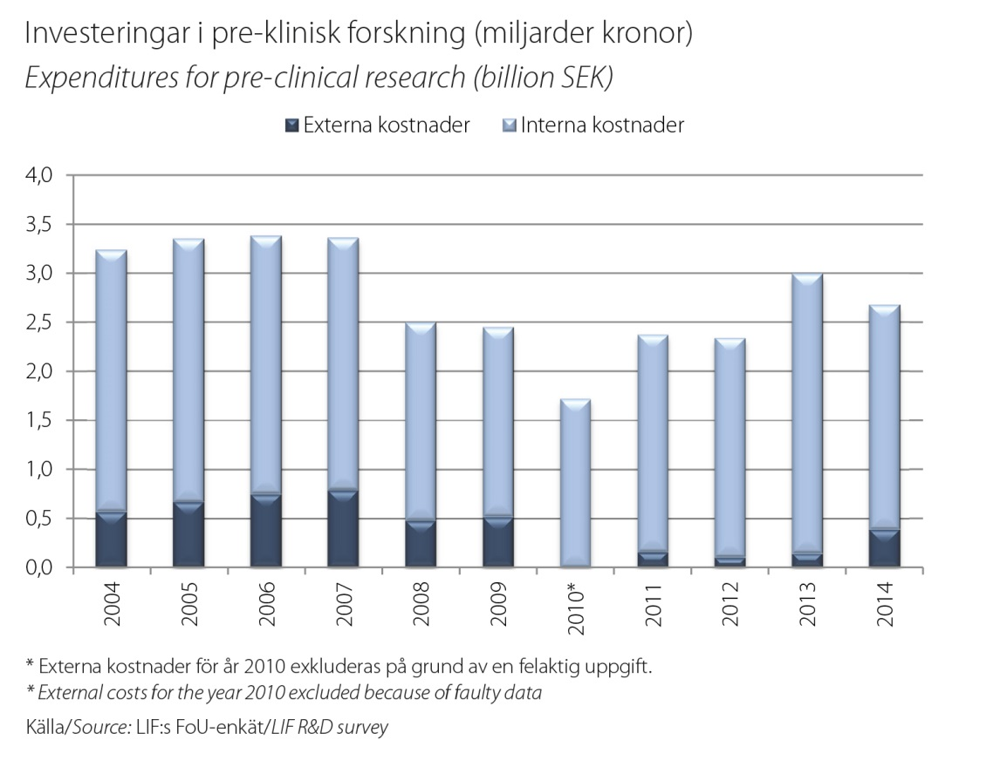 Investeringar i pre-klinisk forskning (miljarder kronor)
Expenditures for pre-clinical research (billion SEK)
Externa kostnader Interna kostnader
4,0
3,5
3,0
2,5
2,0
1,5
1,0
0,5
0,0
2004 2005 2006 2007 2008 2009 2010* 2011 2012 2013 2014
* Externa kostnader för år 2010 exkluderas på grund av en felaktig uppgift.
* External costs for the year 2010 excluded because of faulty data
Källa/Source: LIF:s FoU-enkät/LIF R&D survey